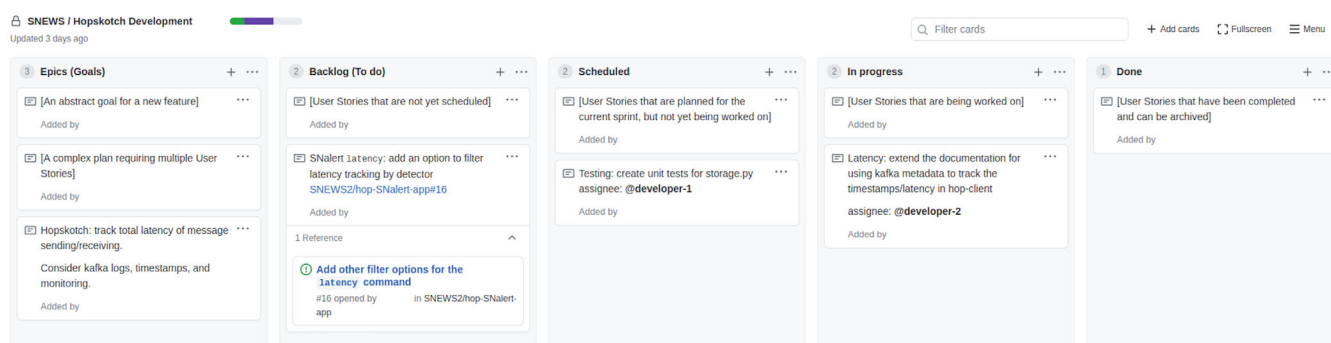 SNEWS / Hopskotch Development
Updated 3 days ago
Filter cards
+ Add cards
Fullscreen
Menu
3 Epics (Goals)
[An abstract goal for a new feature]
Added by
[A complex plan requiring multiple User
Stories]
Added by
Hopskotch: track total latency of message
sending/receiving.
Consider kafka logs, timestamps, and
monitoring.
Added by
2 Backlog (To do)
[User Stories that are not yet scheduled]
Added by
SNalert latency: add an option to filter
latency tracking by detector
SNEWS2/hop-SNalert-app#16
Added by
1 Reference
Add other filter options for the
latency command
#16 opened by in SNEWS2/hop-SNalert-
app
2 Scheduled
[User Stories that are planned for the
current sprint, but not yet being worked on]
Added by
Testing: create unit tests for storage.py
assignee: @developer-1
Added by
2 In progress
[User Stories that are being worked on]
Added by
Latency: extend the documentation for
using kafka metadata to track the
timestamps/latency in hop-client
assignee: @developer-2
Added by
1 Done
[User Stories that have been completed
and can be archived]
Added by